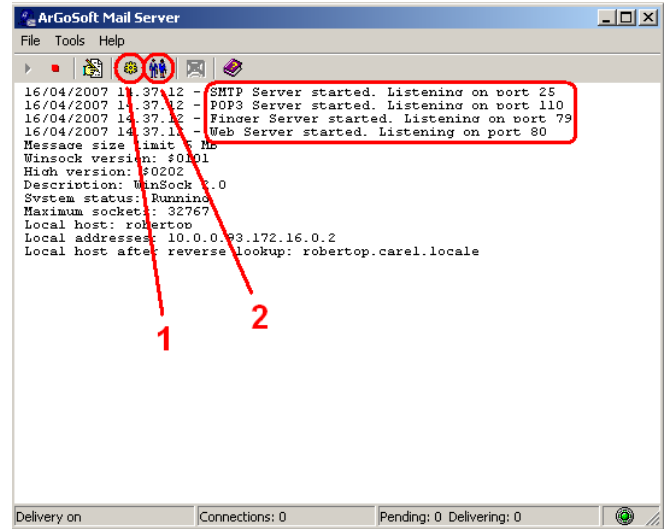 ArGoSoft Mail Server
File Tools Help
16/04/2007 14.37.12 - SMTP Server started. Listening on port 25
16/04/2007 14.37.12 - POP3 Server started. Listening on port 110
16/04/2007 14.37.12 - Finger Server started. Listening on port 79
16/04/2007 14.37.13 - Web Server started. Listening on port 80
Message size limit 5 MB
Winsock version: $0101
High version: $0202
Description: WinSock 2.0
System status: Running
Maximum sockets: 32767
Local host: robertop
Local addresses: 10.0.0.93,172.16.0.2
Local host after reverse lookup: robertop.carel.locale
1
2
Delivery on
Connections: 0
Pending: 0 Delivering: 0